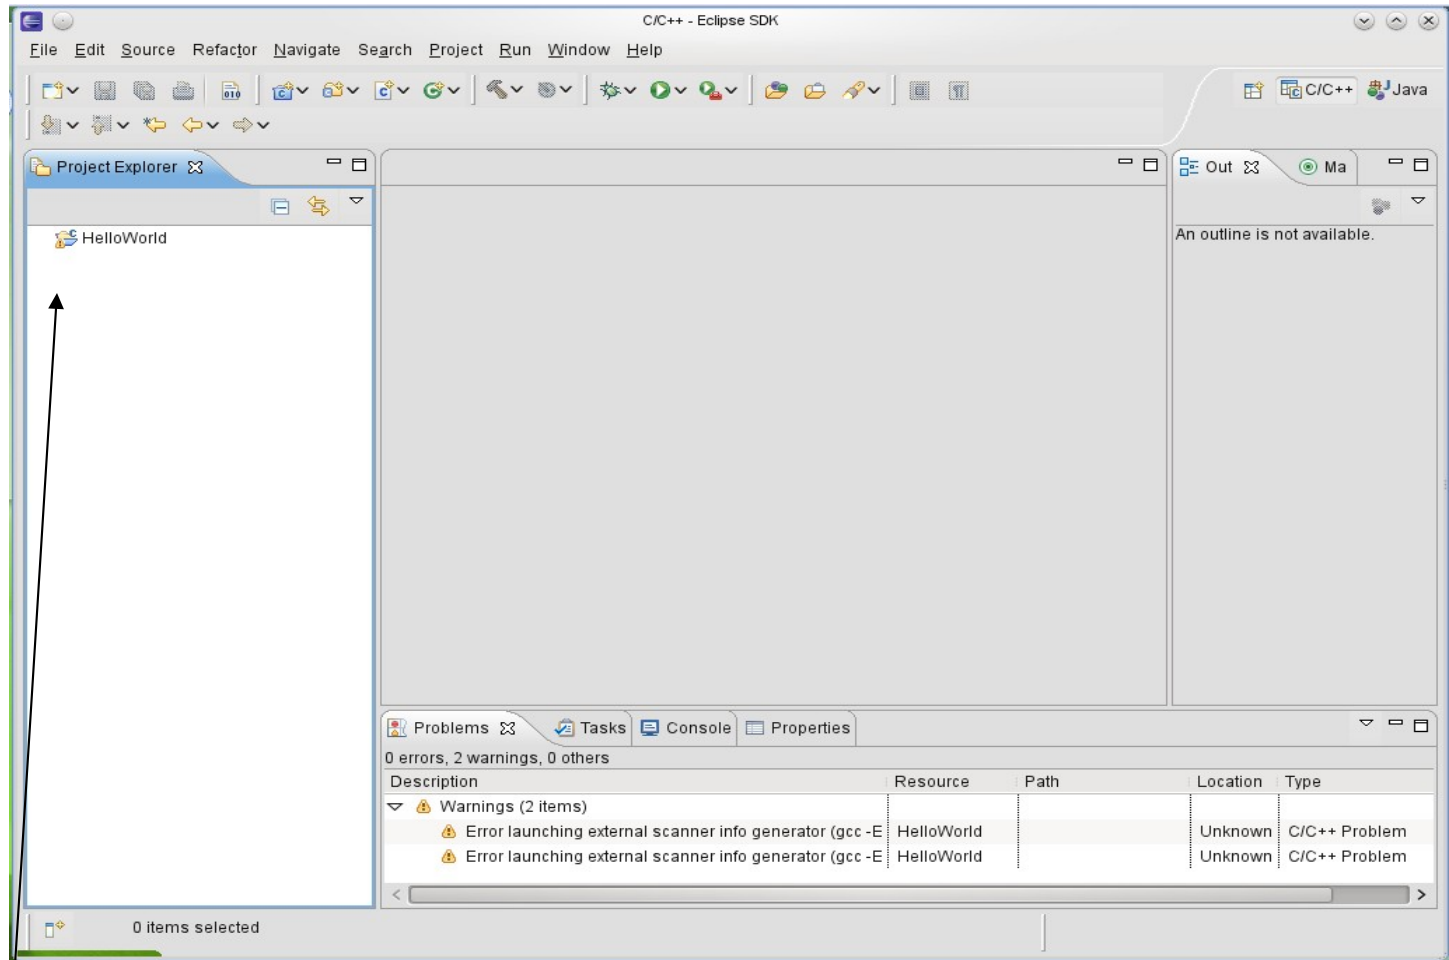 C/C++ - Eclipse SDK
File Edit Source Refactor Navigate Search Project Run Window Help
010
C/C++ Java
Project Explorer
Out Ma
HelloWorld
An outline is not available.
Problems Tasks Console Properties
0 errors, 2 warnings, 0 others
Description Resource Path Location Type
Warnings (2 items)
Error launching external scanner info generator (gcc -E HelloWorld Unknown C/C++ Problem
Error launching external scanner info generator (gcc -E HelloWorld Unknown C/C++ Problem
0 items selected